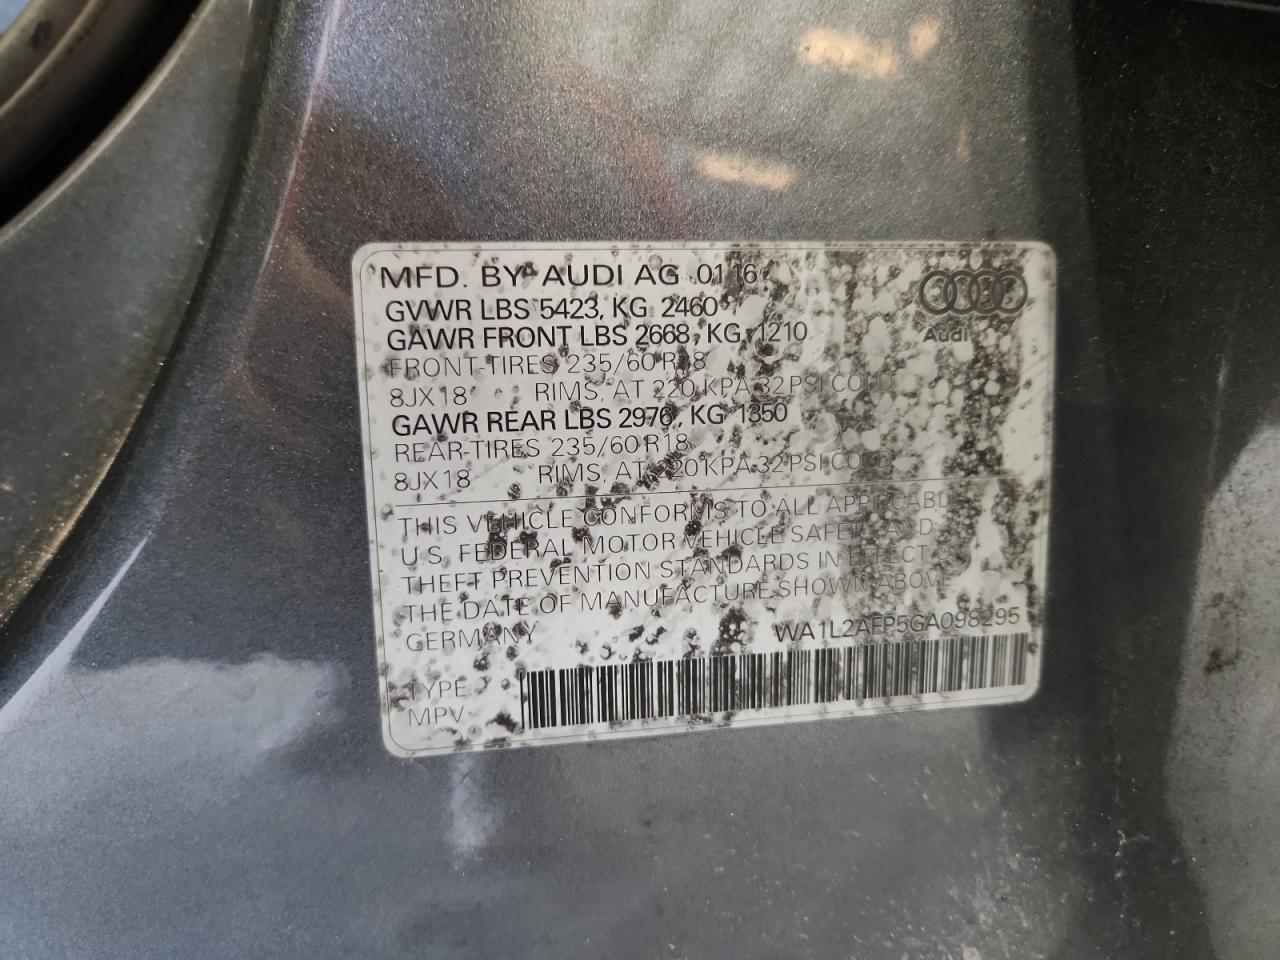 MFD. BY AUDI AG 01 16
GVWR LBS 5423, KG 2460
Audi
GAWR FRONT LBS 2668, KG 1210
FRONT-TIRES 235/60 R18
8JX18 RIMS, AT 220 KPA 32 PSI COLD
GAWR REAR LBS 2976, KG 1350
REAR-TIRES 235/60 R18
8JX18 RIMS, AT 220 KPA 32 PSI COLD
THIS VEHICLE CONFORMS TO ALL APPLICABLE
U.S. FEDERAL MOTOR VEHICLE SAFETY AND
THEFT PREVENTION STANDARDS IN EFFECT ON
THE DATE OF MANUFACTURE SHOWN ABOVE
GERMANY WA1L2AFP5GA098295
TYPE
MPV